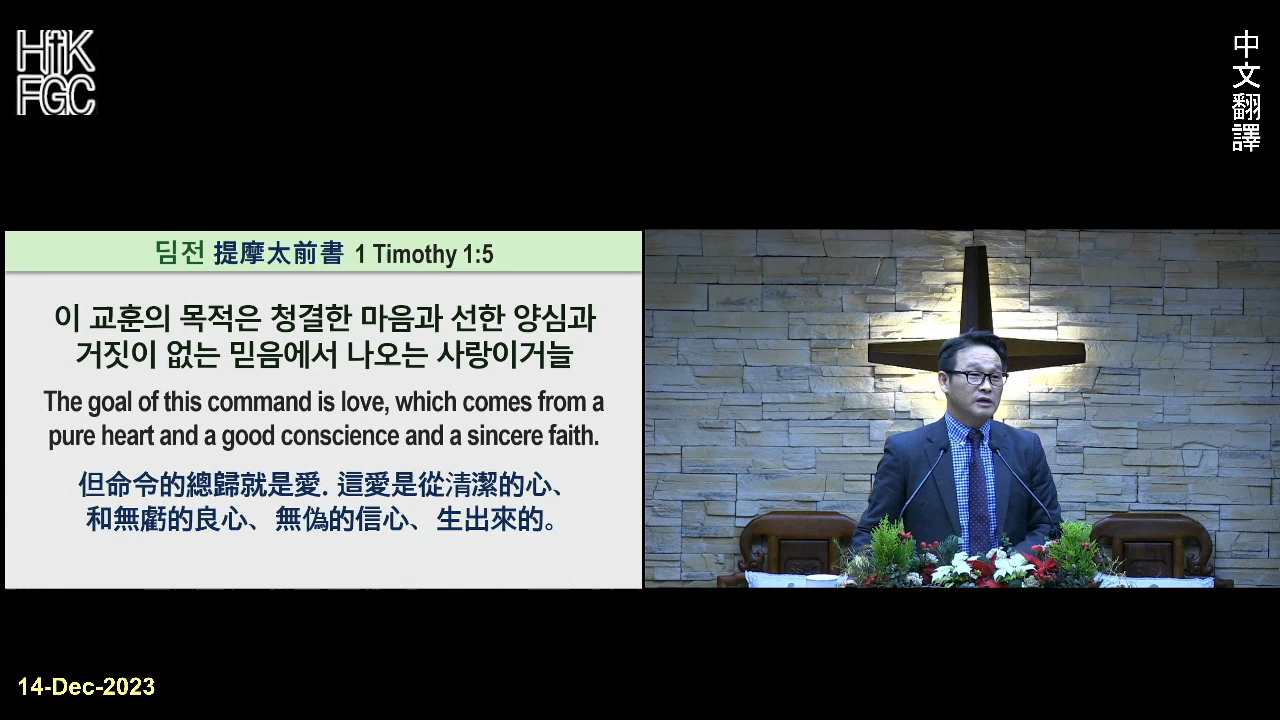 HfK
FGC
中文翻譯
딤전 提摩太前書 1 Timothy 1:5
이 교훈의 목적은 청결한 마음과 선한 양심과
거짓이 없는 믿음에서 나오는 사랑이거늘
The goal of this command is love, which comes from a
pure heart and a good conscience and a sincere faith.
但命令的總歸就是愛. 這愛是從清潔的心、
和無虧的良心、無偽的信心、生出來的。
14-Dec-2023